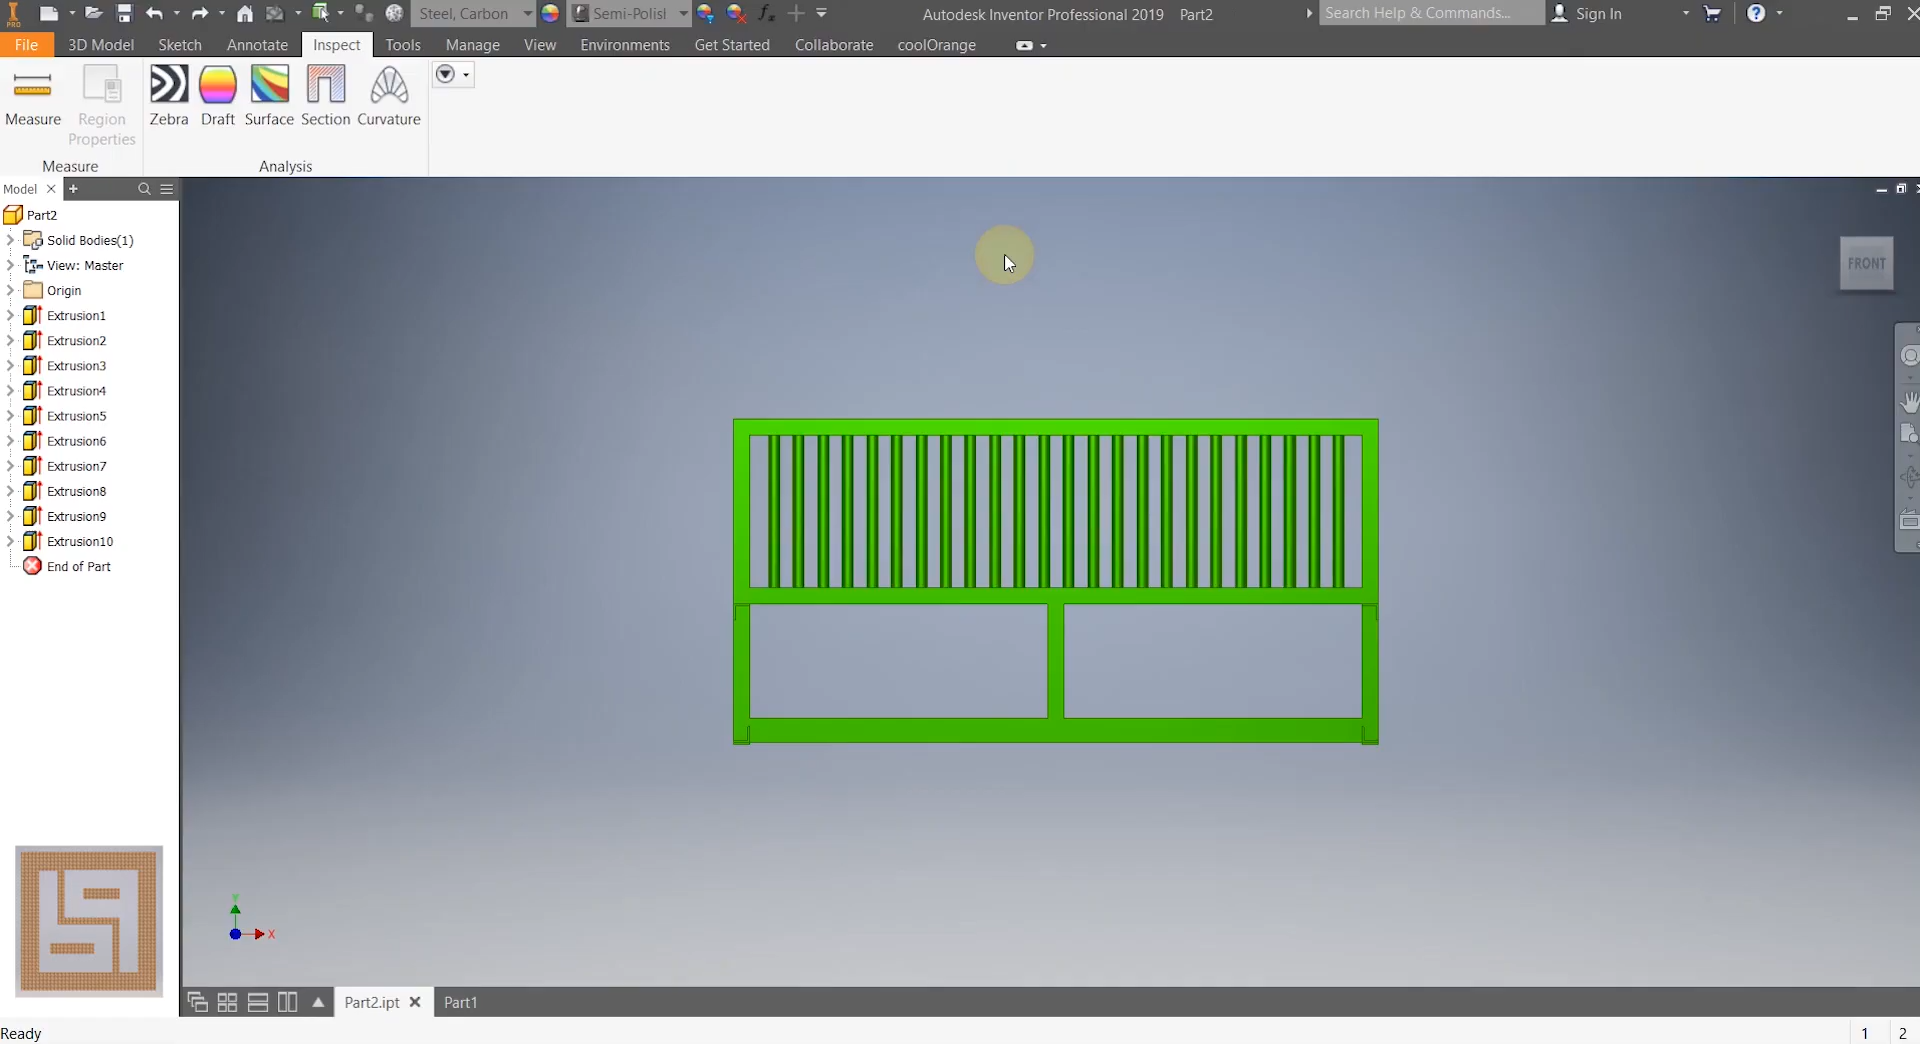 Steel, Carbon
Semi-Polisl
Autodesk Inventor Professional 2019 Part2
Search Help & Commands...
Sign In
File 3D Model Sketch Annotate Inspect Tools Manage View Environments Get Started Collaborate coolOrange
Measure
Region
Properties
Zebra Draft Surface Section Curvature
Measure
Analysis
Model
Part2
Solid Bodies(1)
View: Master
Origin
Extrusion1
Extrusion2
Extrusion3
Extrusion4
Extrusion5
Extrusion6
Extrusion7
Extrusion8
Extrusion9
Extrusion10
End of Part
FRONT
Y
X
Part2.ipt
Part1
Ready
1 2